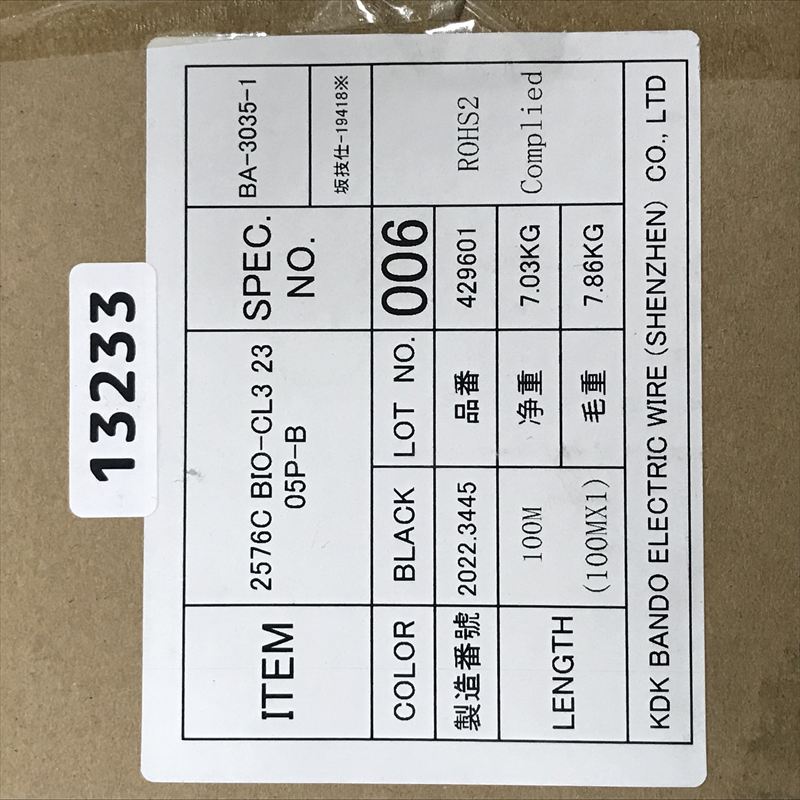 13233
ITEM
2576C BIO-CL3 23
05P-B
SPEC.
NO.
BA-3035-1
坂技仕-19418※
COLOR
BLACK
LOT NO.
006
ROHS2
Complied
製造番號
2022.3445
品番
429601
LENGTH
100M
(100MX1)
净重
7.03KG
毛重
7.86KG
KDK BANDO ELECTRIC WIRE (SHENZHEN) CO., LTD